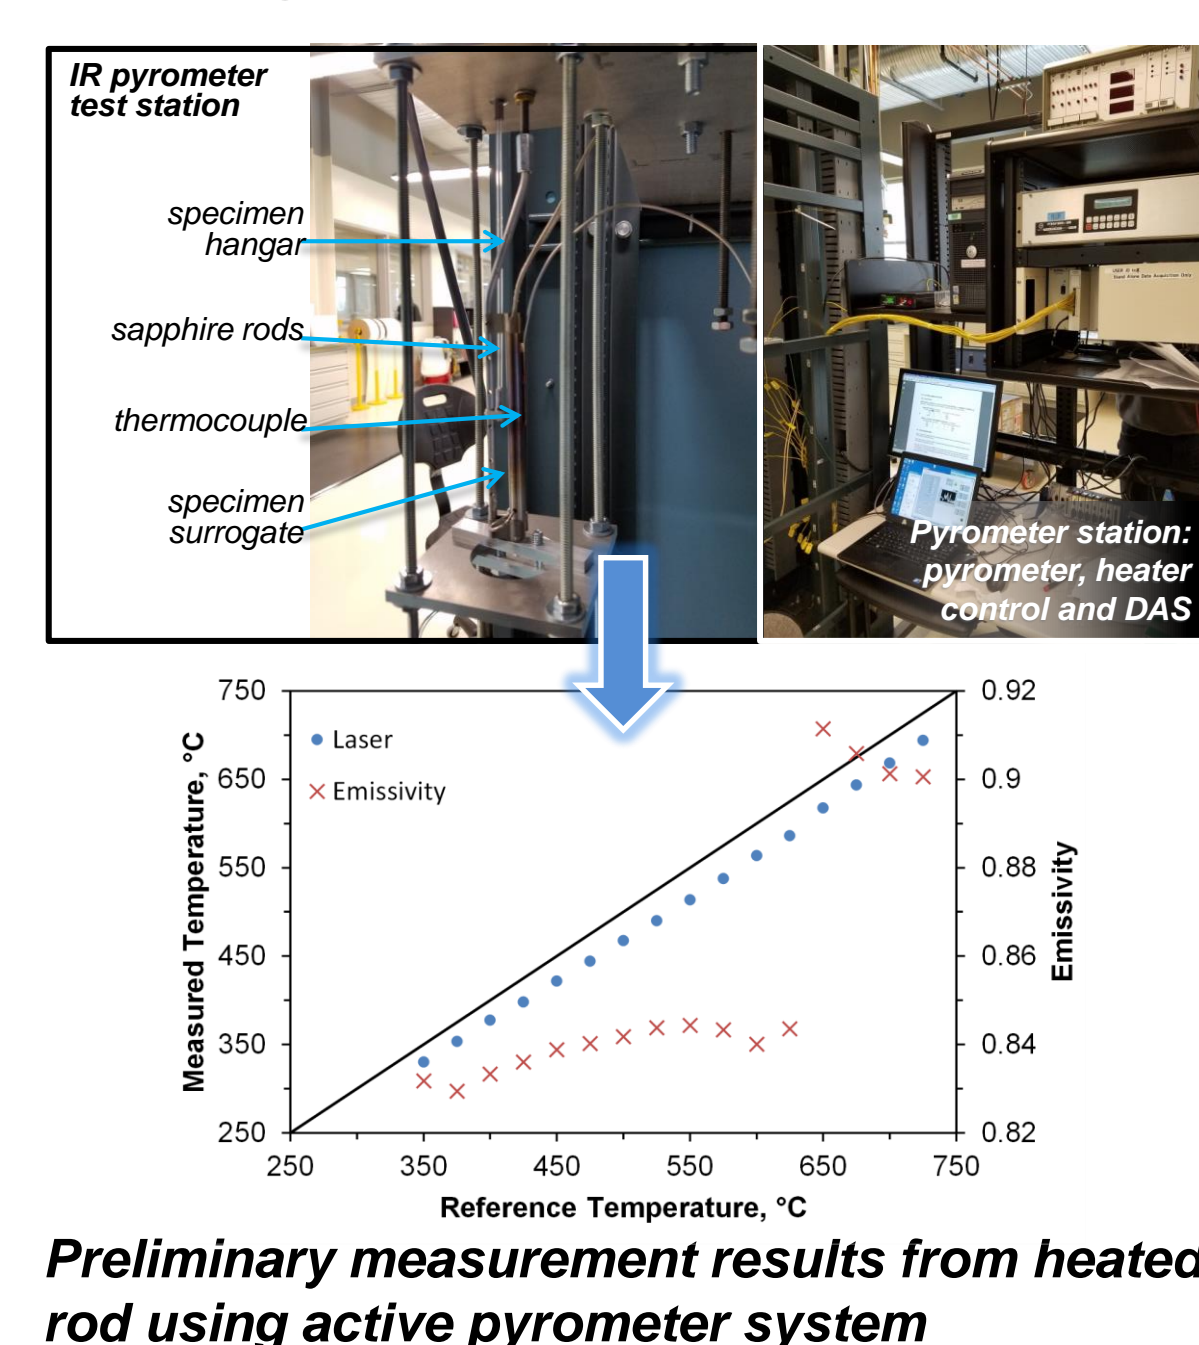 IR pyrometer
test station
specimen
hangar
sapphire rods
thermocouple
specimen
surrogate
Pyrometer station:
pyrometer, heater
control and DAS
750
650
550
450
350
250
Measured Temperature, °C
Laser
Emissivity
0.92
0.9
0.88
0.86
0.84
0.82
Emissivity
250
350
450
550
650
750
Reference Temperature, °C
Preliminary measurement results from heated
rod using active pyrometer system